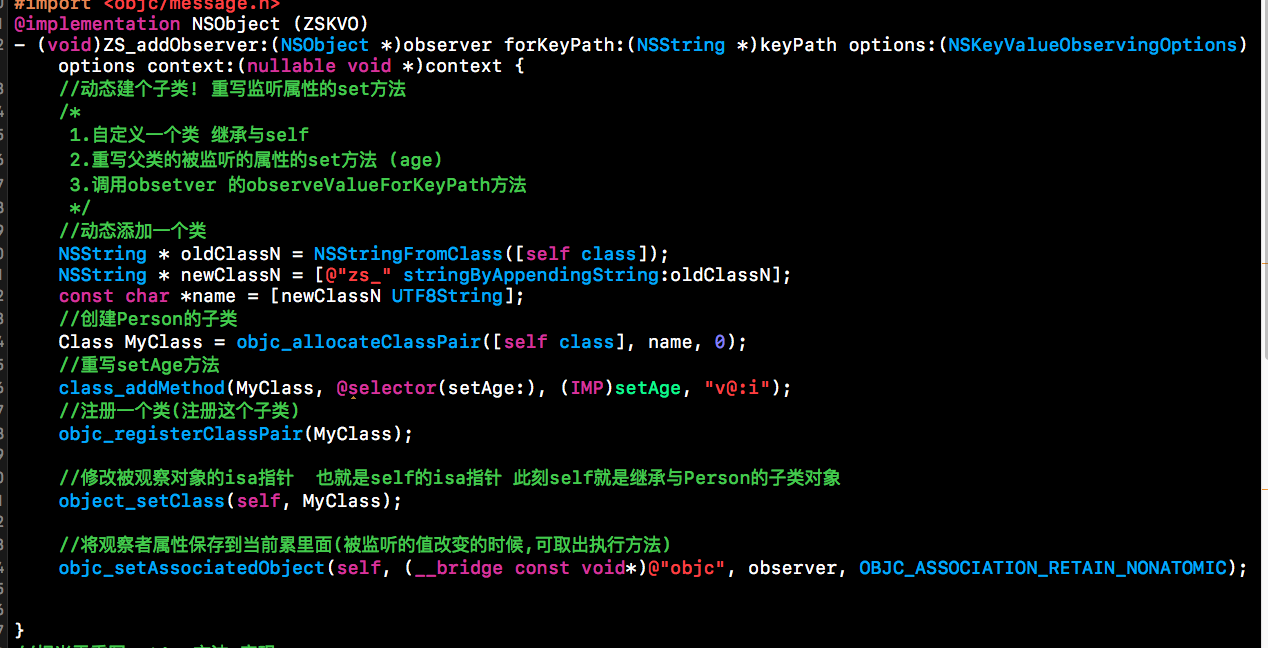 #import <objc/message.h>
@implementation NSObject (ZSKVO)
- (void)ZS_addObserver:(NSObject *)observer forKeyPath:(NSString *)keyPath options:(NSKeyValueObservingOptions)
options context:(nullable void *)context {
//动态建个子类! 重写监听属性的set方法
/*
1.自定义一个类 继承与self
2.重写父类的被监听的属性的set方法 (age)
3.调用obsetver 的observeValueForKeyPath方法
*/
//动态添加一个类
NSString * oldClassN = NSStringFromClass([self class]);
NSString * newClassN = [@"zs_" stringByAppendingString:oldClassN];
const char *name = [newClassN UTF8String];
//创建Person的子类
Class MyClass = objc_allocateClassPair([self class], name, 0);
//重写setAge方法
class_addMethod(MyClass, @selector(setAge:), (IMP)setAge, "v@:i");
//注册一个类(注册这个子类)
objc_registerClassPair(MyClass);
//修改被观察对象的isa指针  也就是self的isa指针 此刻self就是继承与Person的子类对象
object_setClass(self, MyClass);
//将观察者属性保存到当前累里面(被监听的值改变的时候,可取出执行方法)
objc_setAssociatedObject(self, (__bridge const void*)@"objc", observer, OBJC_ASSOCIATION_RETAIN_NONATOMIC);
}